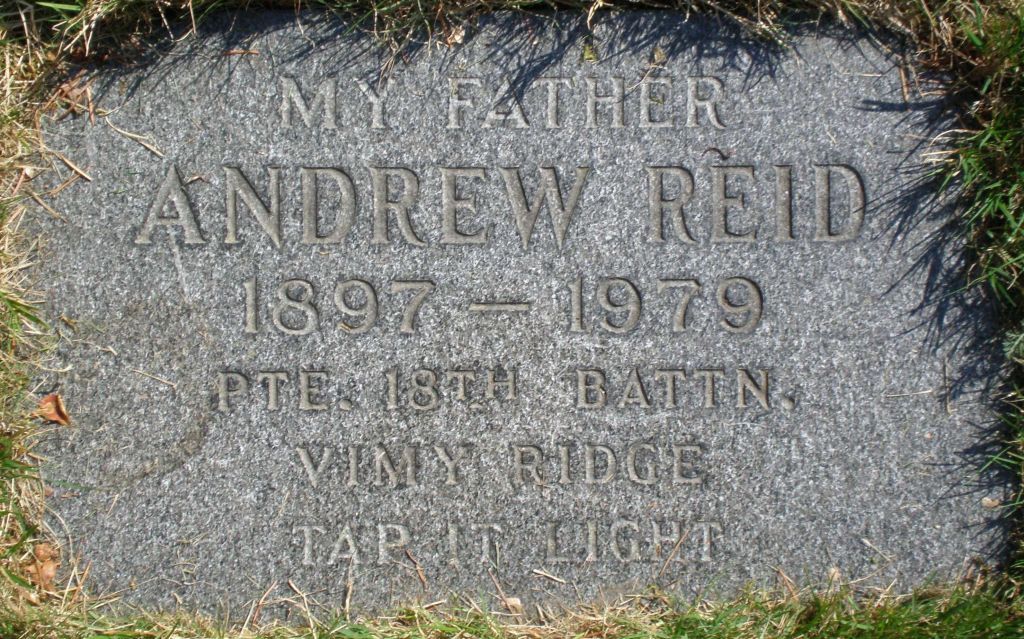 MY FATHER
ANDREW REID
1897 — 1979
PTE. 18TH BATTN.
VIMY RIDGE
TAP IT LIGHT